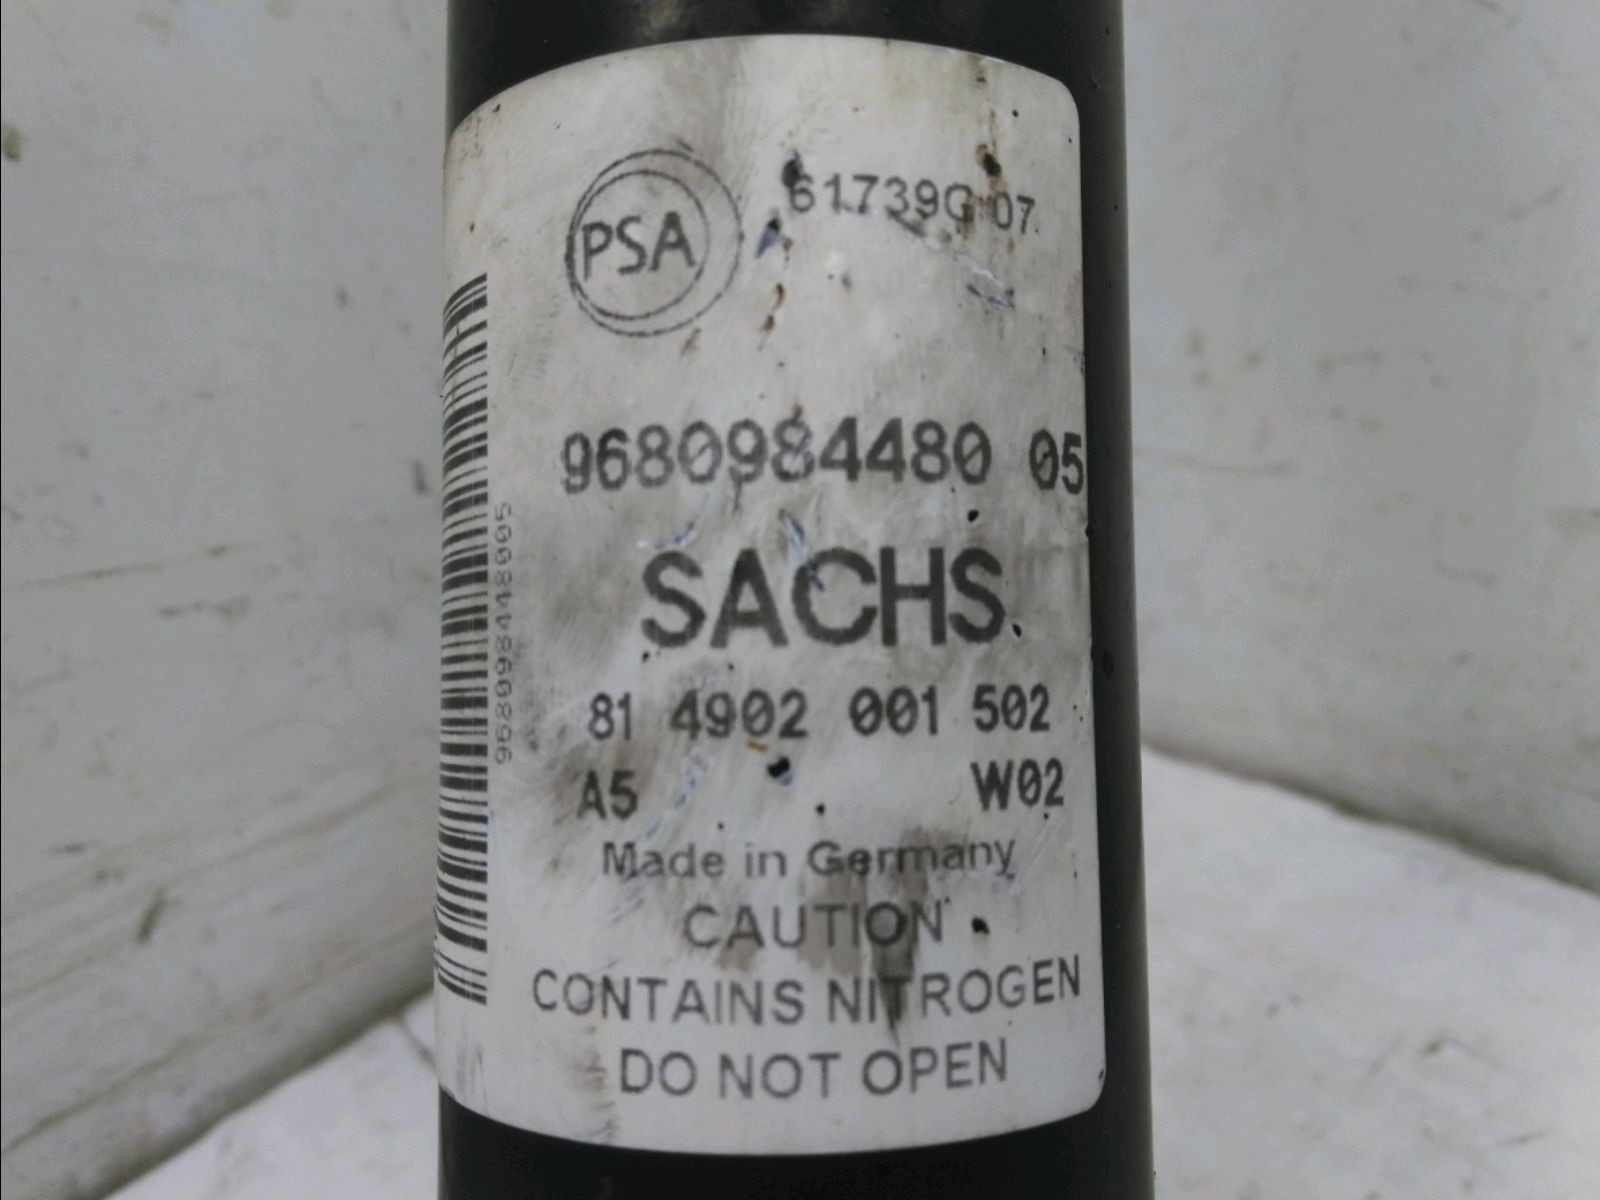 PSA
61739G 07
9680984480 05
968098448005
SACHS
81 4902 001 502
A5 W02
Made in Germany
CAUTION
CONTAINS NITROGEN
DO NOT OPEN